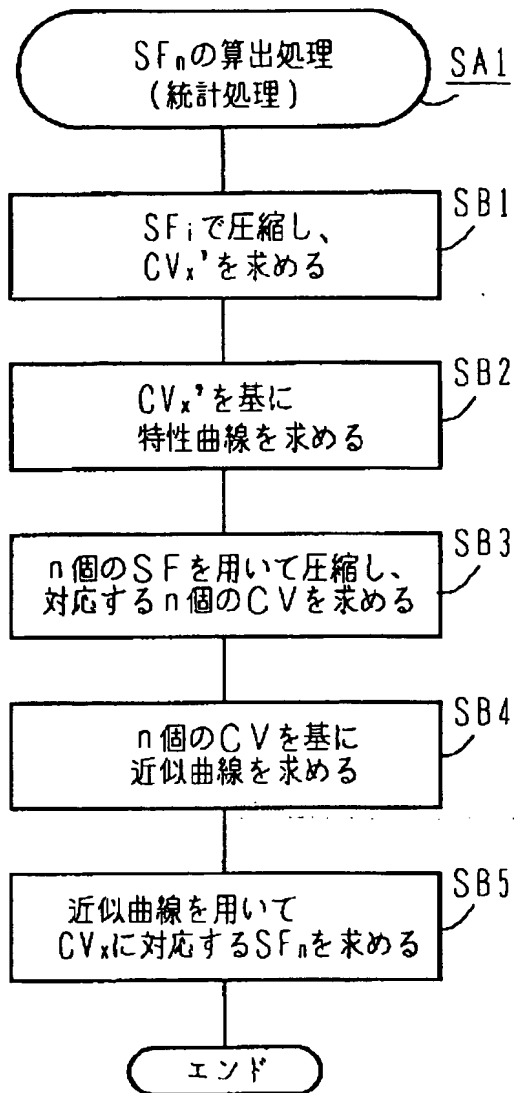 SFnの算出処理
(統計処理)
SA1
SB1
SFiで圧縮し、
CVx'を求める
SB2
CVx'を基に
特性曲線を求める
SB3
n個のSFを用いて圧縮し、
対応するn個のCVを求める
SB4
n個のCVを基に
近似曲線を求める
SB5
近似曲線を用いて
CVxに対応するSFnを求める
エンド